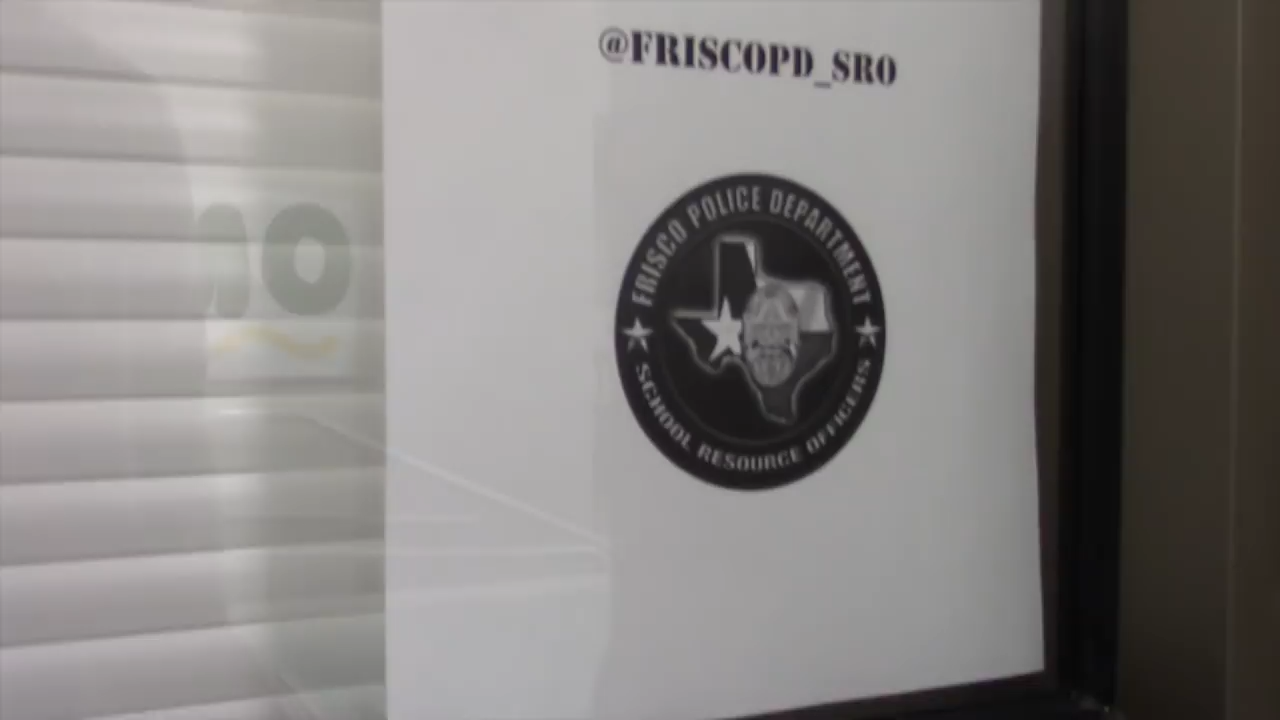 @FRISCOPD_SRO
FRISCO POLICE DEPARTMENT
SCHOOL RESOURCE OFFICERS